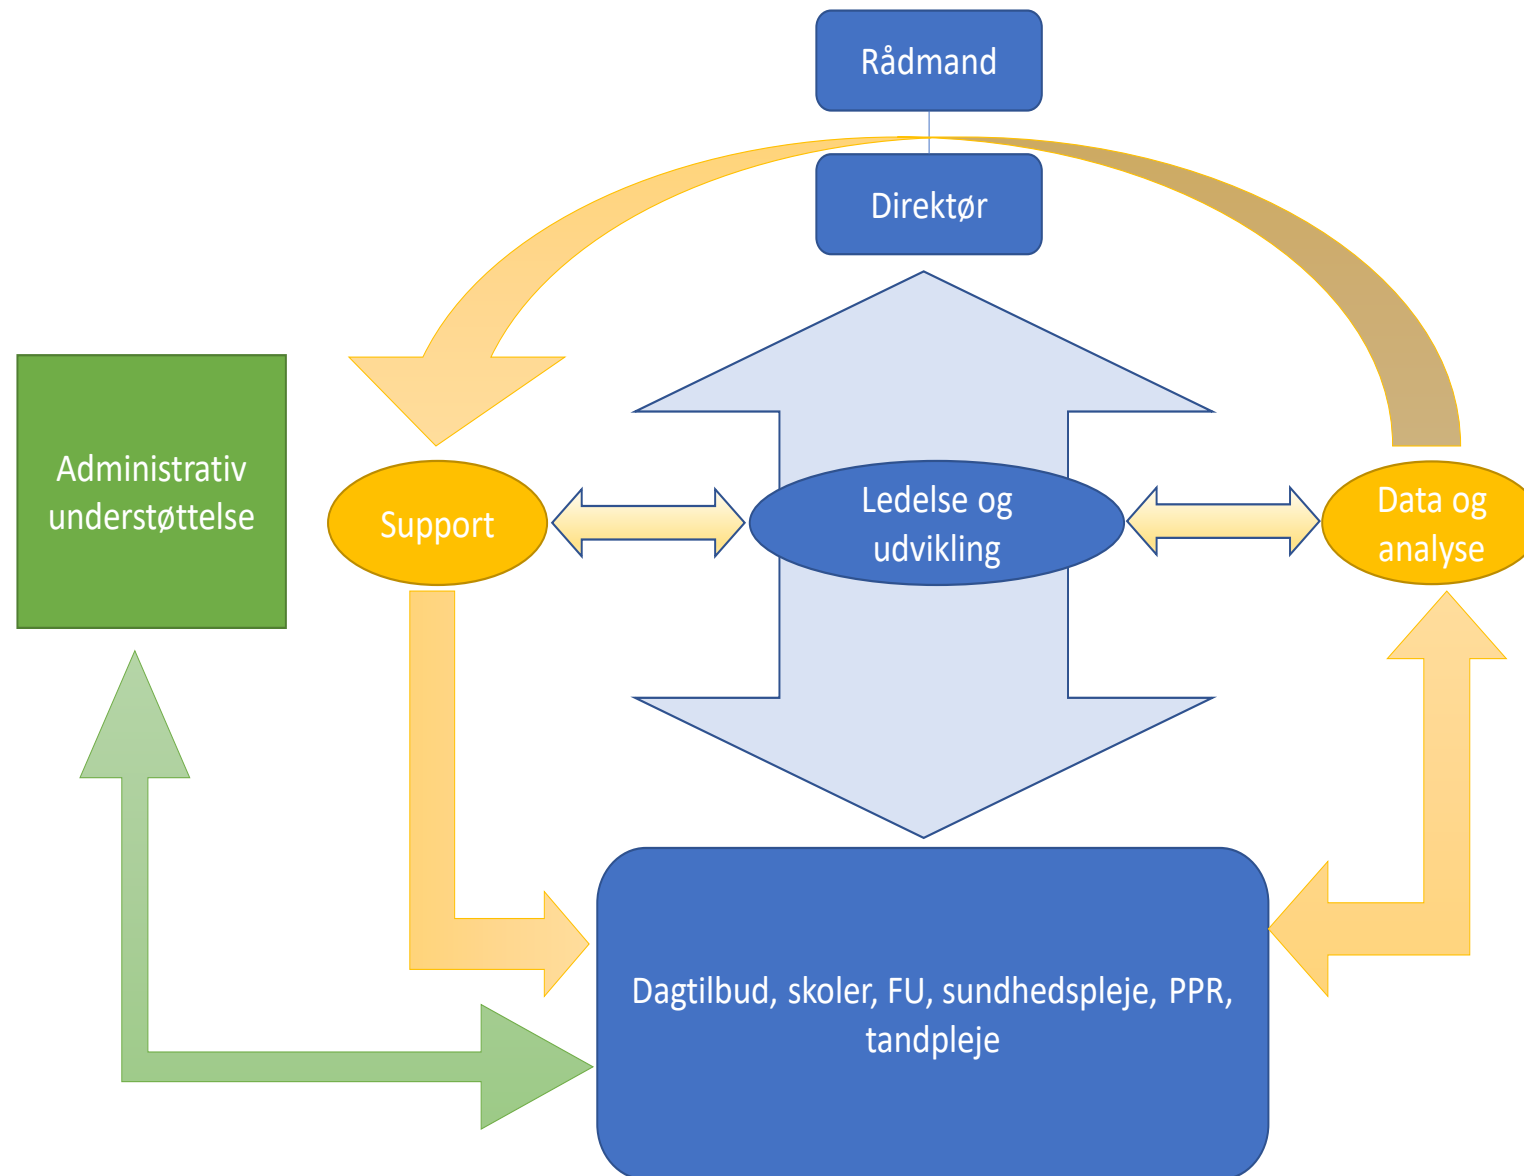 Rådmand
Direktør
Administrativ
understøttelse
Support
Ledelse og
udvikling
Data og
analyse
Dagtilbud, skoler, FU, sundhedspleje, PPR,
tandpleje